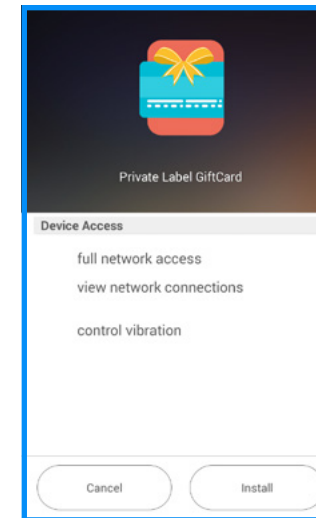 Private Label GiftCard
Device Access
full network access
view network connections
control vibration
Cancel
Install